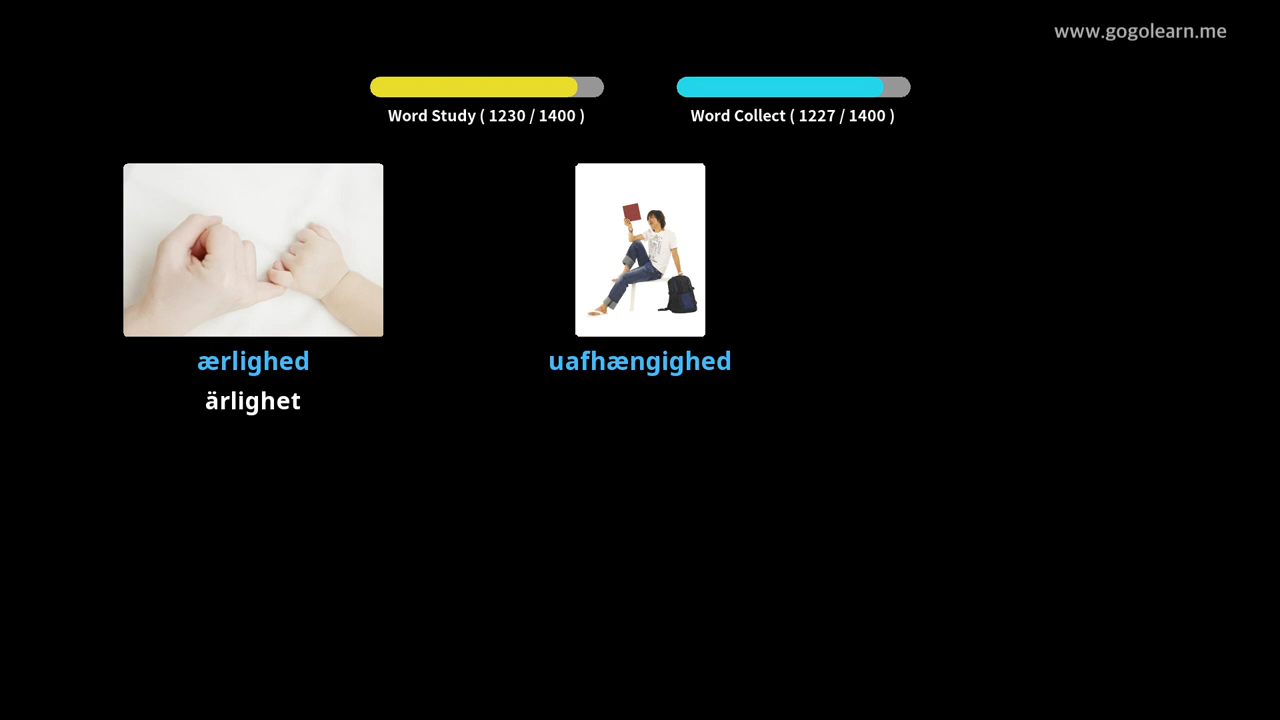 www.gogolearn.me
Word Study ( 1230 / 1400 )
Word Collect ( 1227 / 1400 )
ærlighed
uafhængighed
ärlighet